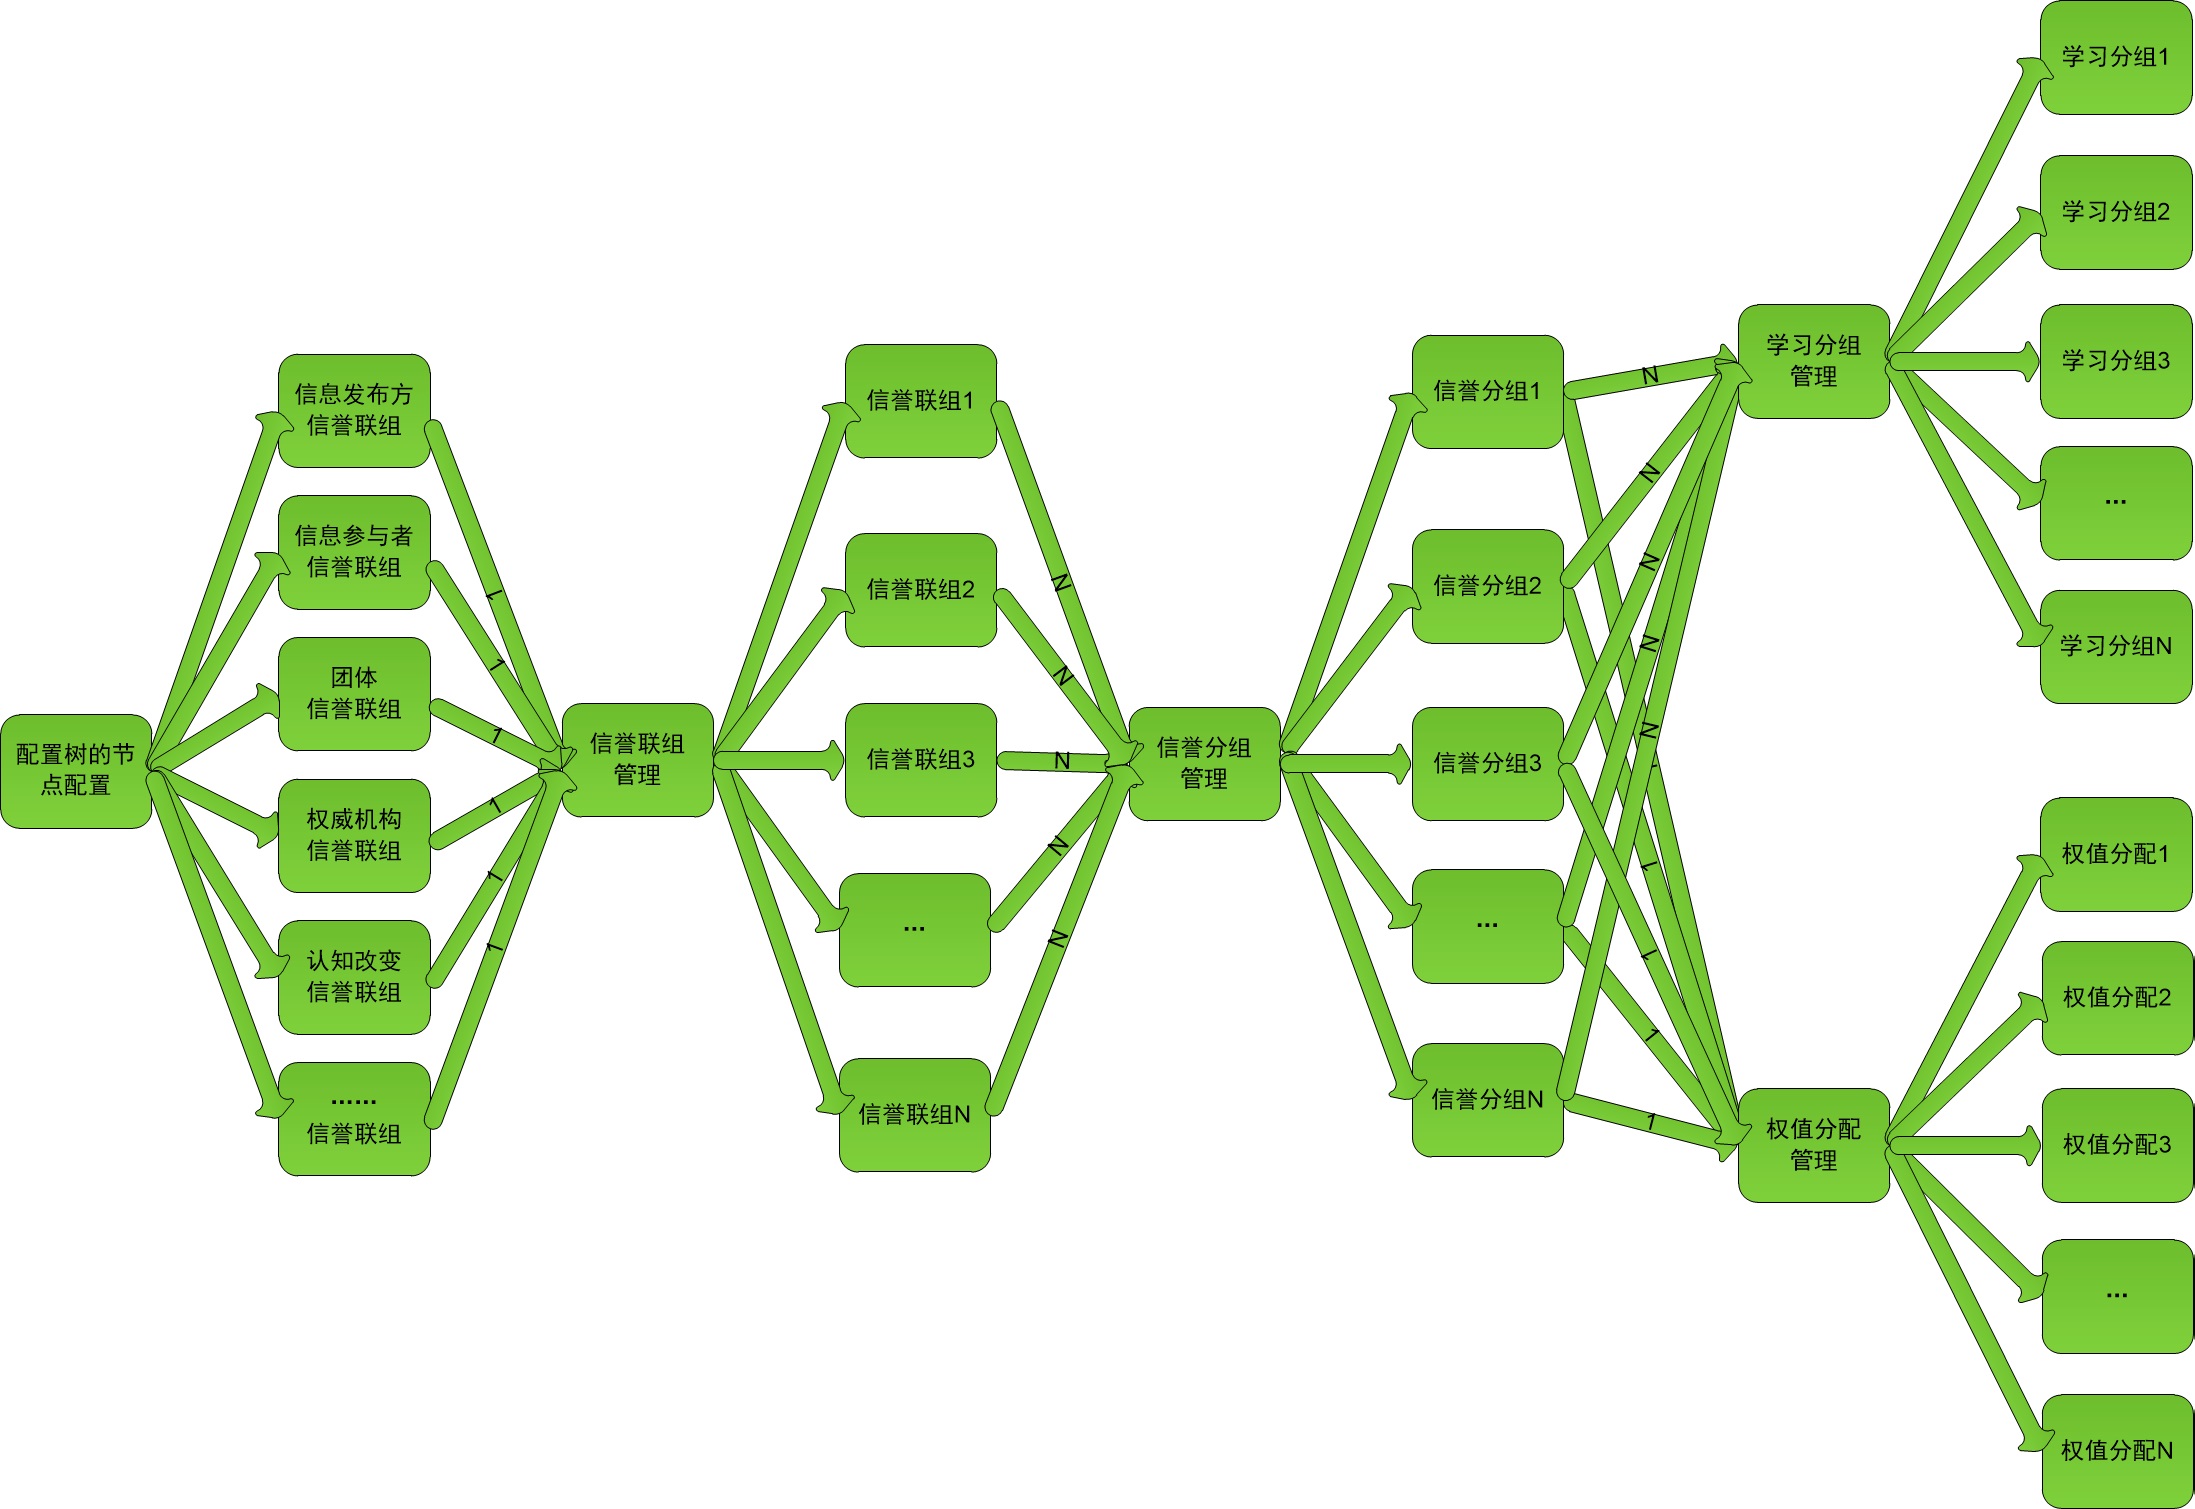 配置树的节
点配置
信息发布方
信誉联组
信息参与者
信誉联组
团体
信誉联组
权威机构
信誉联组
认知改变
信誉联组
……
信誉联组
1
1
1
1
1
1
信誉联组
管理
信誉联组1
信誉联组2
信誉联组3
...
信誉联组N
N
N
N
N
N
信誉分组
管理
信誉分组1
信誉分组2
信誉分组3
...
信誉分组N
N
N
N
N
N
1
1
1
1
学习分组
管理
学习分组1
学习分组2
学习分组3
...
学习分组N
权值分配
管理
权值分配1
权值分配2
权值分配3
...
权值分配N